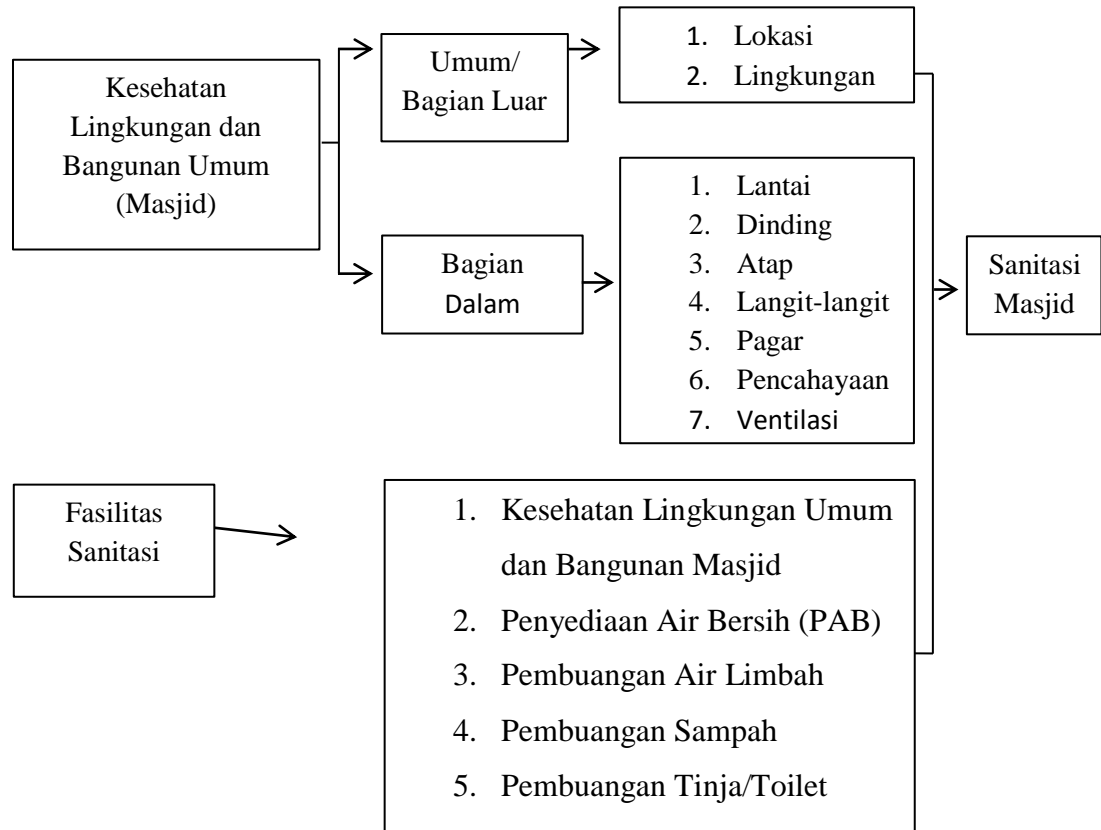 Kesehatan
Lingkungan dan
Bangunan Umum
(Masjid)
Umum/
Bagian Luar
1. Lokasi
2. Lingkungan
Bagian
Dalam
1. Lantai
2. Dinding
3. Atap
4. Langit-langit
5. Pagar
6. Pencahayaan
7. Ventilasi
Sanitasi
Masjid
Fasilitas
Sanitasi
1. Kesehatan Lingkungan Umum
dan Bangunan Masjid
2. Penyediaan Air Bersih (PAB)
3. Pembuangan Air Limbah
4. Pembuangan Sampah
5. Pembuangan Tinja/Toilet